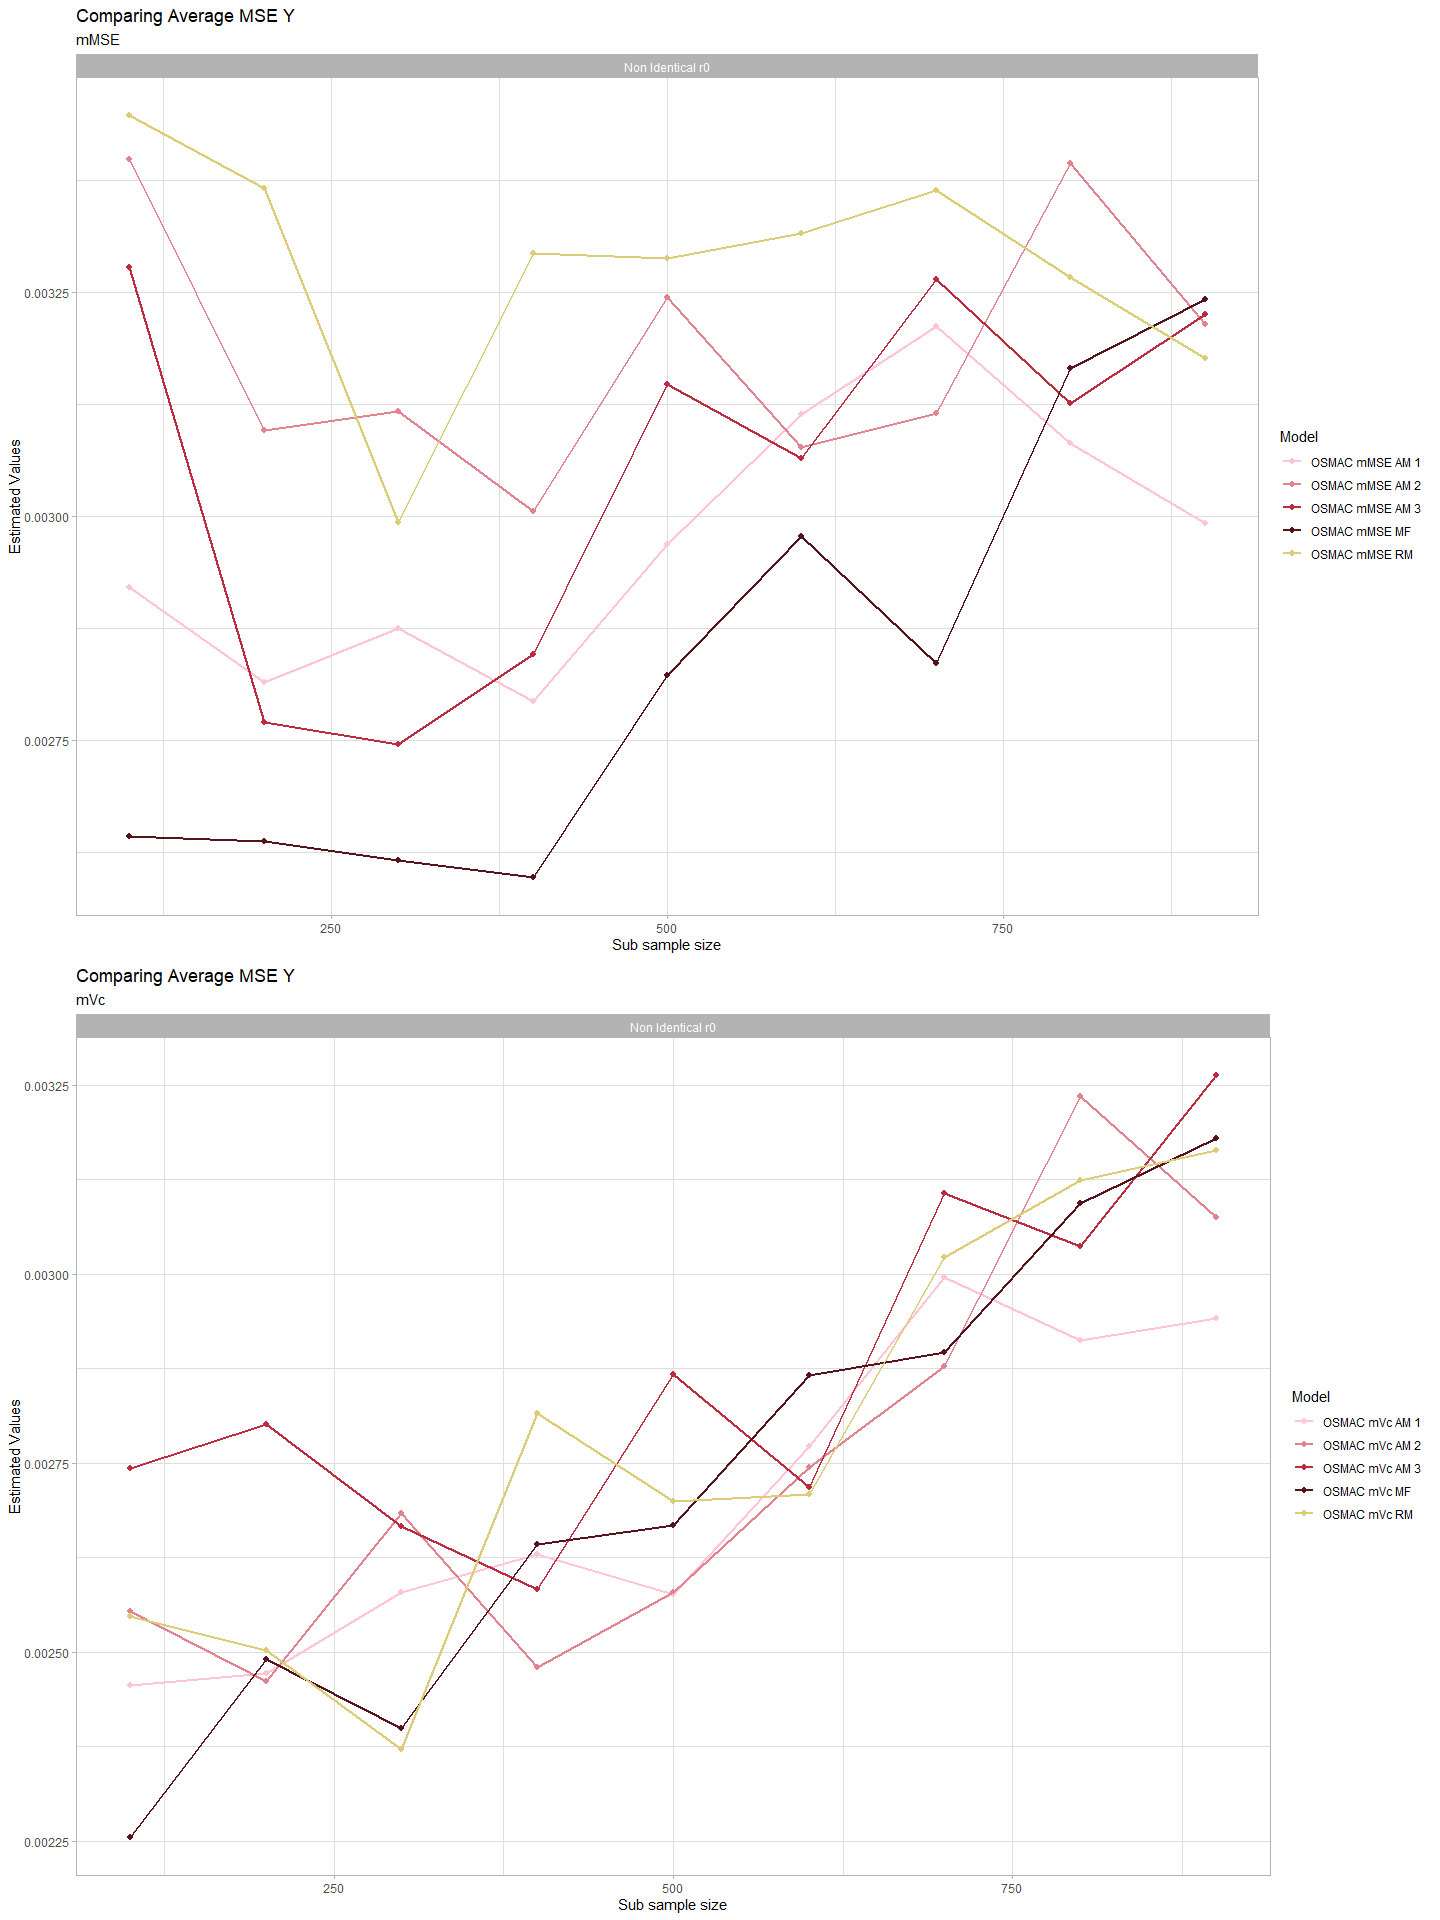 Comparing Average MSE Y
mMSE
Non Identical r0
0.00325
0.00300
0.00275
Estimated Values
250
500
750
Sub sample size
Model
OSMAC mMSE AM 1
OSMAC mMSE AM 2
OSMAC mMSE AM 3
OSMAC mMSE MF
OSMAC mMSE RM
Comparing Average MSE Y
mVc
Non Identical r0
0.00325
0.00300
0.00275
0.00250
0.00225
Estimated Values
250
500
750
Sub sample size
Model
OSMAC mVc AM 1
OSMAC mVc AM 2
OSMAC mVc AM 3
OSMAC mVc MF
OSMAC mVc RM